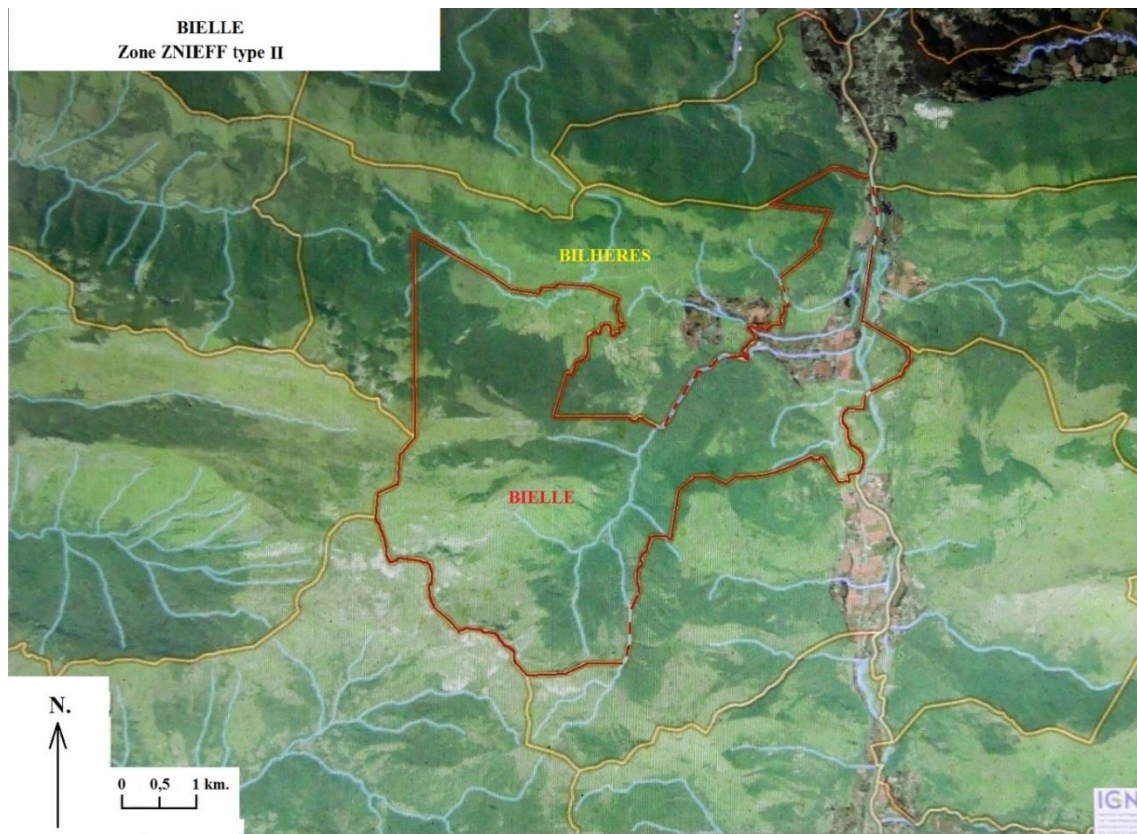 BIELLE
Zone ZNIEFF type II
BILHERES
BIELLE
N.
0 0,5 1 km.
IGN